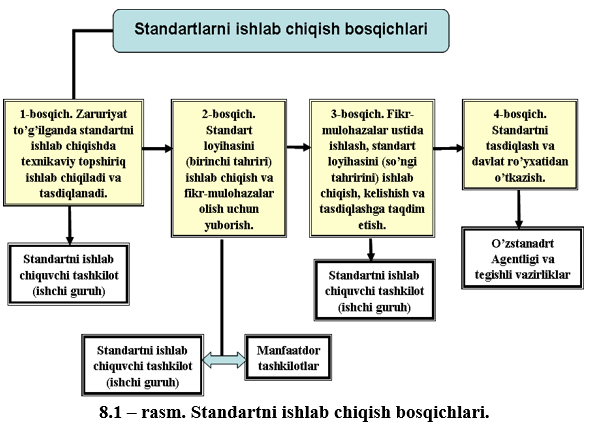 Standartlarni ishlab chiqish bosqichlari
1-bosqich. Zaruriyat
to’g’ilganda standartni
ishlab chiqishda
texnikaviy topshiriq
ishlab chiqiladi va
tasdiqlanadi.
2-bosqich.
Standart
loyihasini
(birinchi tahriri)
ishlab chiqish va
fikr-mulohazalar
olish uchun
yuborish.
3-bosqich. Fikr-
mulohazalar ustida
ishlash, standart
loyihasini (so’ngi
tahririni) ishlab
chiqish, kelishish va
tasdiqlashga taqdim
etish.
4-bosqich.
Standartni
tasdiqlash va
davlat ro’yxatidan
o’tkazish.
Standartni ishlab
chiquvchi tashkilot
(ishchi guruh)
Standartni ishlab
chiquvchi tashkilot
(ishchi guruh)
O’zstanadrt
Agentligi va
tegishli vazirliklar
Standartni ishlab
chiquvchi tashkilot
(ishchi guruh)
Manfaatdor
tashkilotlar
8.1 – rasm. Standartni ishlab chiqish bosqichlari.